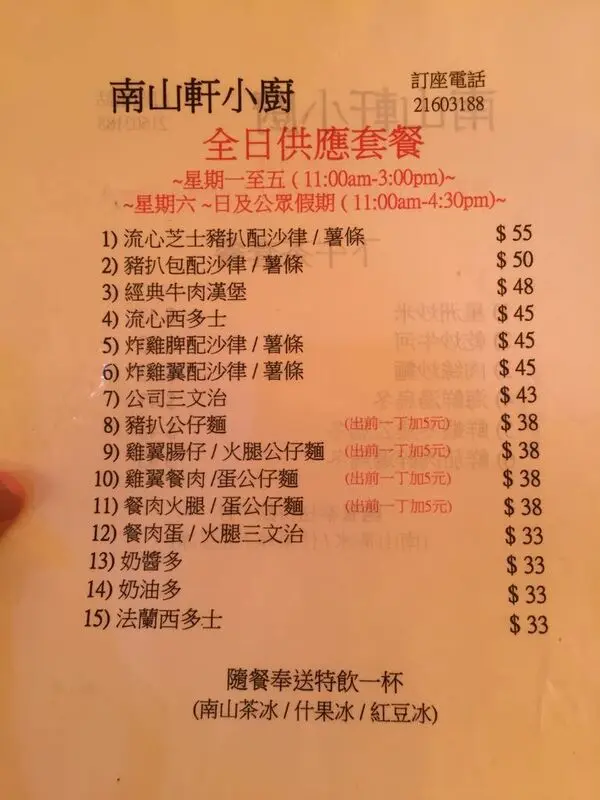 南山軒小廚
訂座電話
21603188
全日供應套餐
~星期一至五 ( 11:00am-3:00pm)~
~星期六 ~日及公眾假期 ( 11:00am-4:30pm)~
1) 流心芝士豬扒配沙律 / 薯條 $ 55
2) 豬扒包配沙律 / 薯條 $ 50
3) 經典牛肉漢堡 $ 48
4) 流心西多士 $ 45
5) 炸雞脾配沙律 / 薯條 $ 45
6) 炸雞翼配沙律 / 薯條 $ 45
7) 公司三文治 $ 43
8) 豬扒公仔麵 (出前一丁加5元) $ 38
9) 雞翼腸仔 / 火腿公仔麵 (出前一丁加5元) $ 38
10) 雞翼餐肉 /蛋公仔麵 (出前一丁加5元) $ 38
11) 餐肉火腿 / 蛋公仔麵 (出前一丁加5元) $ 38
12) 餐肉蛋 / 火腿三文治 $ 33
13) 奶醬多 $ 33
14) 奶油多 $ 33
15) 法蘭西多士 $ 33
隨餐奉送特飲一杯
(南山茶冰 / 什果冰 / 紅豆冰)